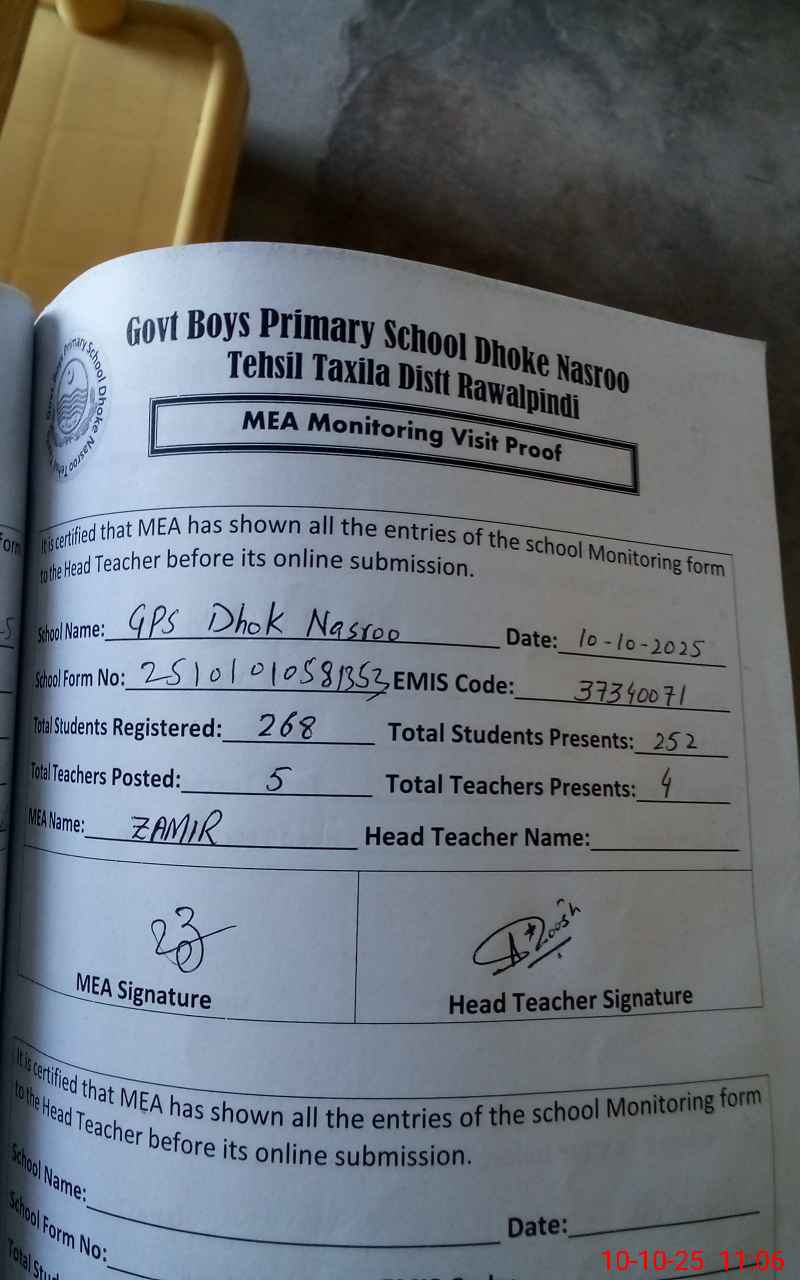 Govt Boys Primary School Dhoke Nasroo
Tehsil Taxila Distt Rawalpindi
MEA Monitoring Visit Proof
It is certified that MEA has shown all the entries of the school Monitoring form
to the Head Teacher before its online submission.
School Name: GPS Dhok Nasroo Date: 10-10-2025
School Form No: EMIS Code: 37340071
Total Students Registered: 268 Total Students Presents: 252
Total Teachers Posted: 5 Total Teachers Presents: 4
MEA Name: ZAMIR Head Teacher Name:
MEA Signature Head Teacher Signature
It is certified that MEA has shown all the entries of the school Monitoring form
to the Head Teacher before its online submission.
School Name: Date:
School Form No:
10-10-25 11:06